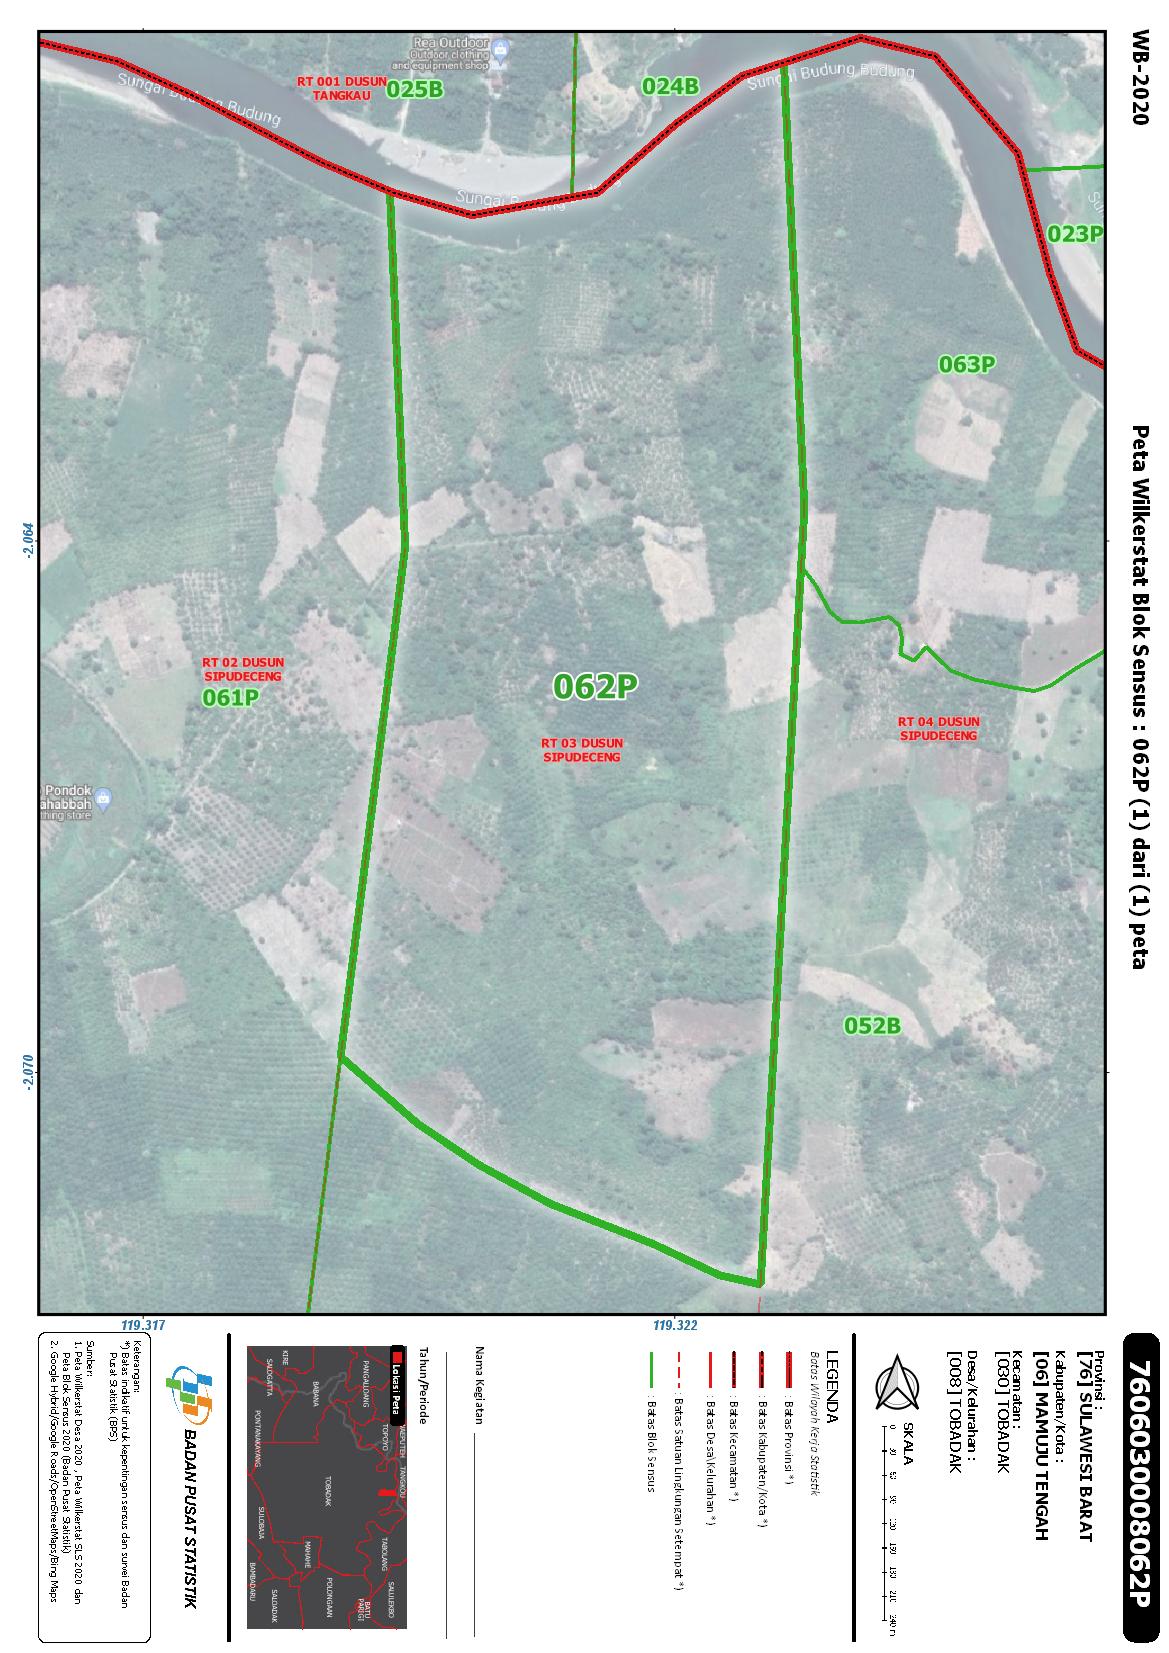 WB-2020
Peta Wilkerstat Blok Sensus : 062P (1) dari (1) peta
7606030008062P
Rea Outdoor
Outdoor clothing
and equipment shop
RT 001 DUSUN
TANGKAU
025B
024B
Sungai Budung Budung
Sungai Budung Budung
Sungai Budung
023P
063P
-2.064
RT 02 DUSUN
SIPUDECENG
061P
062P
RT 03 DUSUN
SIPUDECENG
RT 04 DUSUN
SIPUDECENG
Pondok
ahabbah
thing store
052B
-2.070
119.317
119.322
Provinsi :
[76] SULAWESI BARAT
Kabupaten/Kota :
[06] MAMUJU TENGAH
Kecamatan :
[030] TOBADAK
Desa/Kelurahan :
[008] TOBADAK
SKALA
0 30 60 90 120 150 180 210 240 m
LEGENDA
Batas Wilayah Kerja Statistik
: Batas Provinsi *)
: Batas Kabupaten/Kota *)
: Batas Kecamatan *)
: Batas Desa\Kelurahan *)
: Batas Satuan Lingkungan Setempat *)
: Batas Blok Sensus
Nama Kegiatan
Tahun/Periode
Lokasi Peta
KIRE
SALOGATTA
BABANA
PANGALLOANG
TOPOYO
WAEPUTEH
TANGKOU
PONTANAKAYANG
TOBADAK
SULOBAJA
MAHAHE
TABOLANG
SALULEKBO
BAMBADARU
SALOADAK
POLONGAAN
BATU
PARIGI
BADAN PUSAT STATISTIK
Keterangan:
*) Batas indikatif untuk kepentingan sensus dan survei Badan
Pusat Statistik (BPS)
Sumber:
1. Peta Wilkerstat Desa 2020 , Peta Wilkerstat SLS 2020 dan
Peta Blok Sensus 2020 (Badan Pusat Statistik)
2. Google Hybrid/Google Roads/OpenStreetMaps/Bing Maps